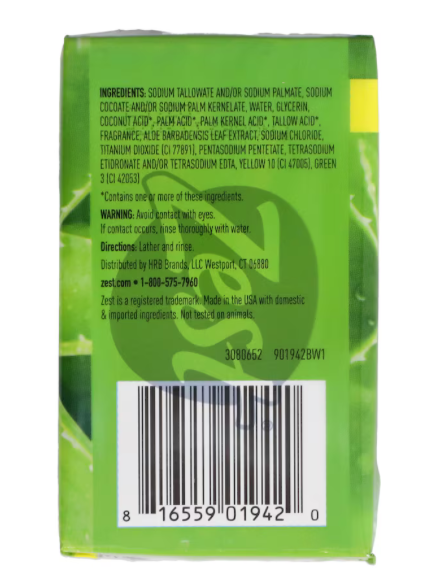 INGREDIENTS: SODIUM TALLOWATE AND/OR SODIUM PALMATE, SODIUM
COCOATE AND/OR SODIUM PALM KERNELATE, WATER, GLYCERIN,
COCONUT ACID*, PALM ACID*, PALM KERNEL ACID*, TALLOW ACID*,
FRAGRANCE, ALOE BARBADENSIS LEAF EXTRACT, SODIUM CHLORIDE,
TITANIUM DIOXIDE (CI 77891), PENTASODIUM PENTETATE, TETRASODIUM
ETIDRONATE AND/OR TETRASODIUM EDTA, YELLOW 10 (CI 47005), GREEN
3 (CI 42053)
*Contains one or more of these ingredients.
WARNING: Avoid contact with eyes.
If contact occurs, rinse thoroughly with water.
Directions: Lather and rinse.
Distributed by HRB Brands, LLC Westport, CT 06880
zest.com • 1-800-575-7960
Zest is a registered trademark. Made in the USA with domestic
& imported ingredients. Not tested on animals.
3080652 901942BW1
Zest®
8 16559 01942 0